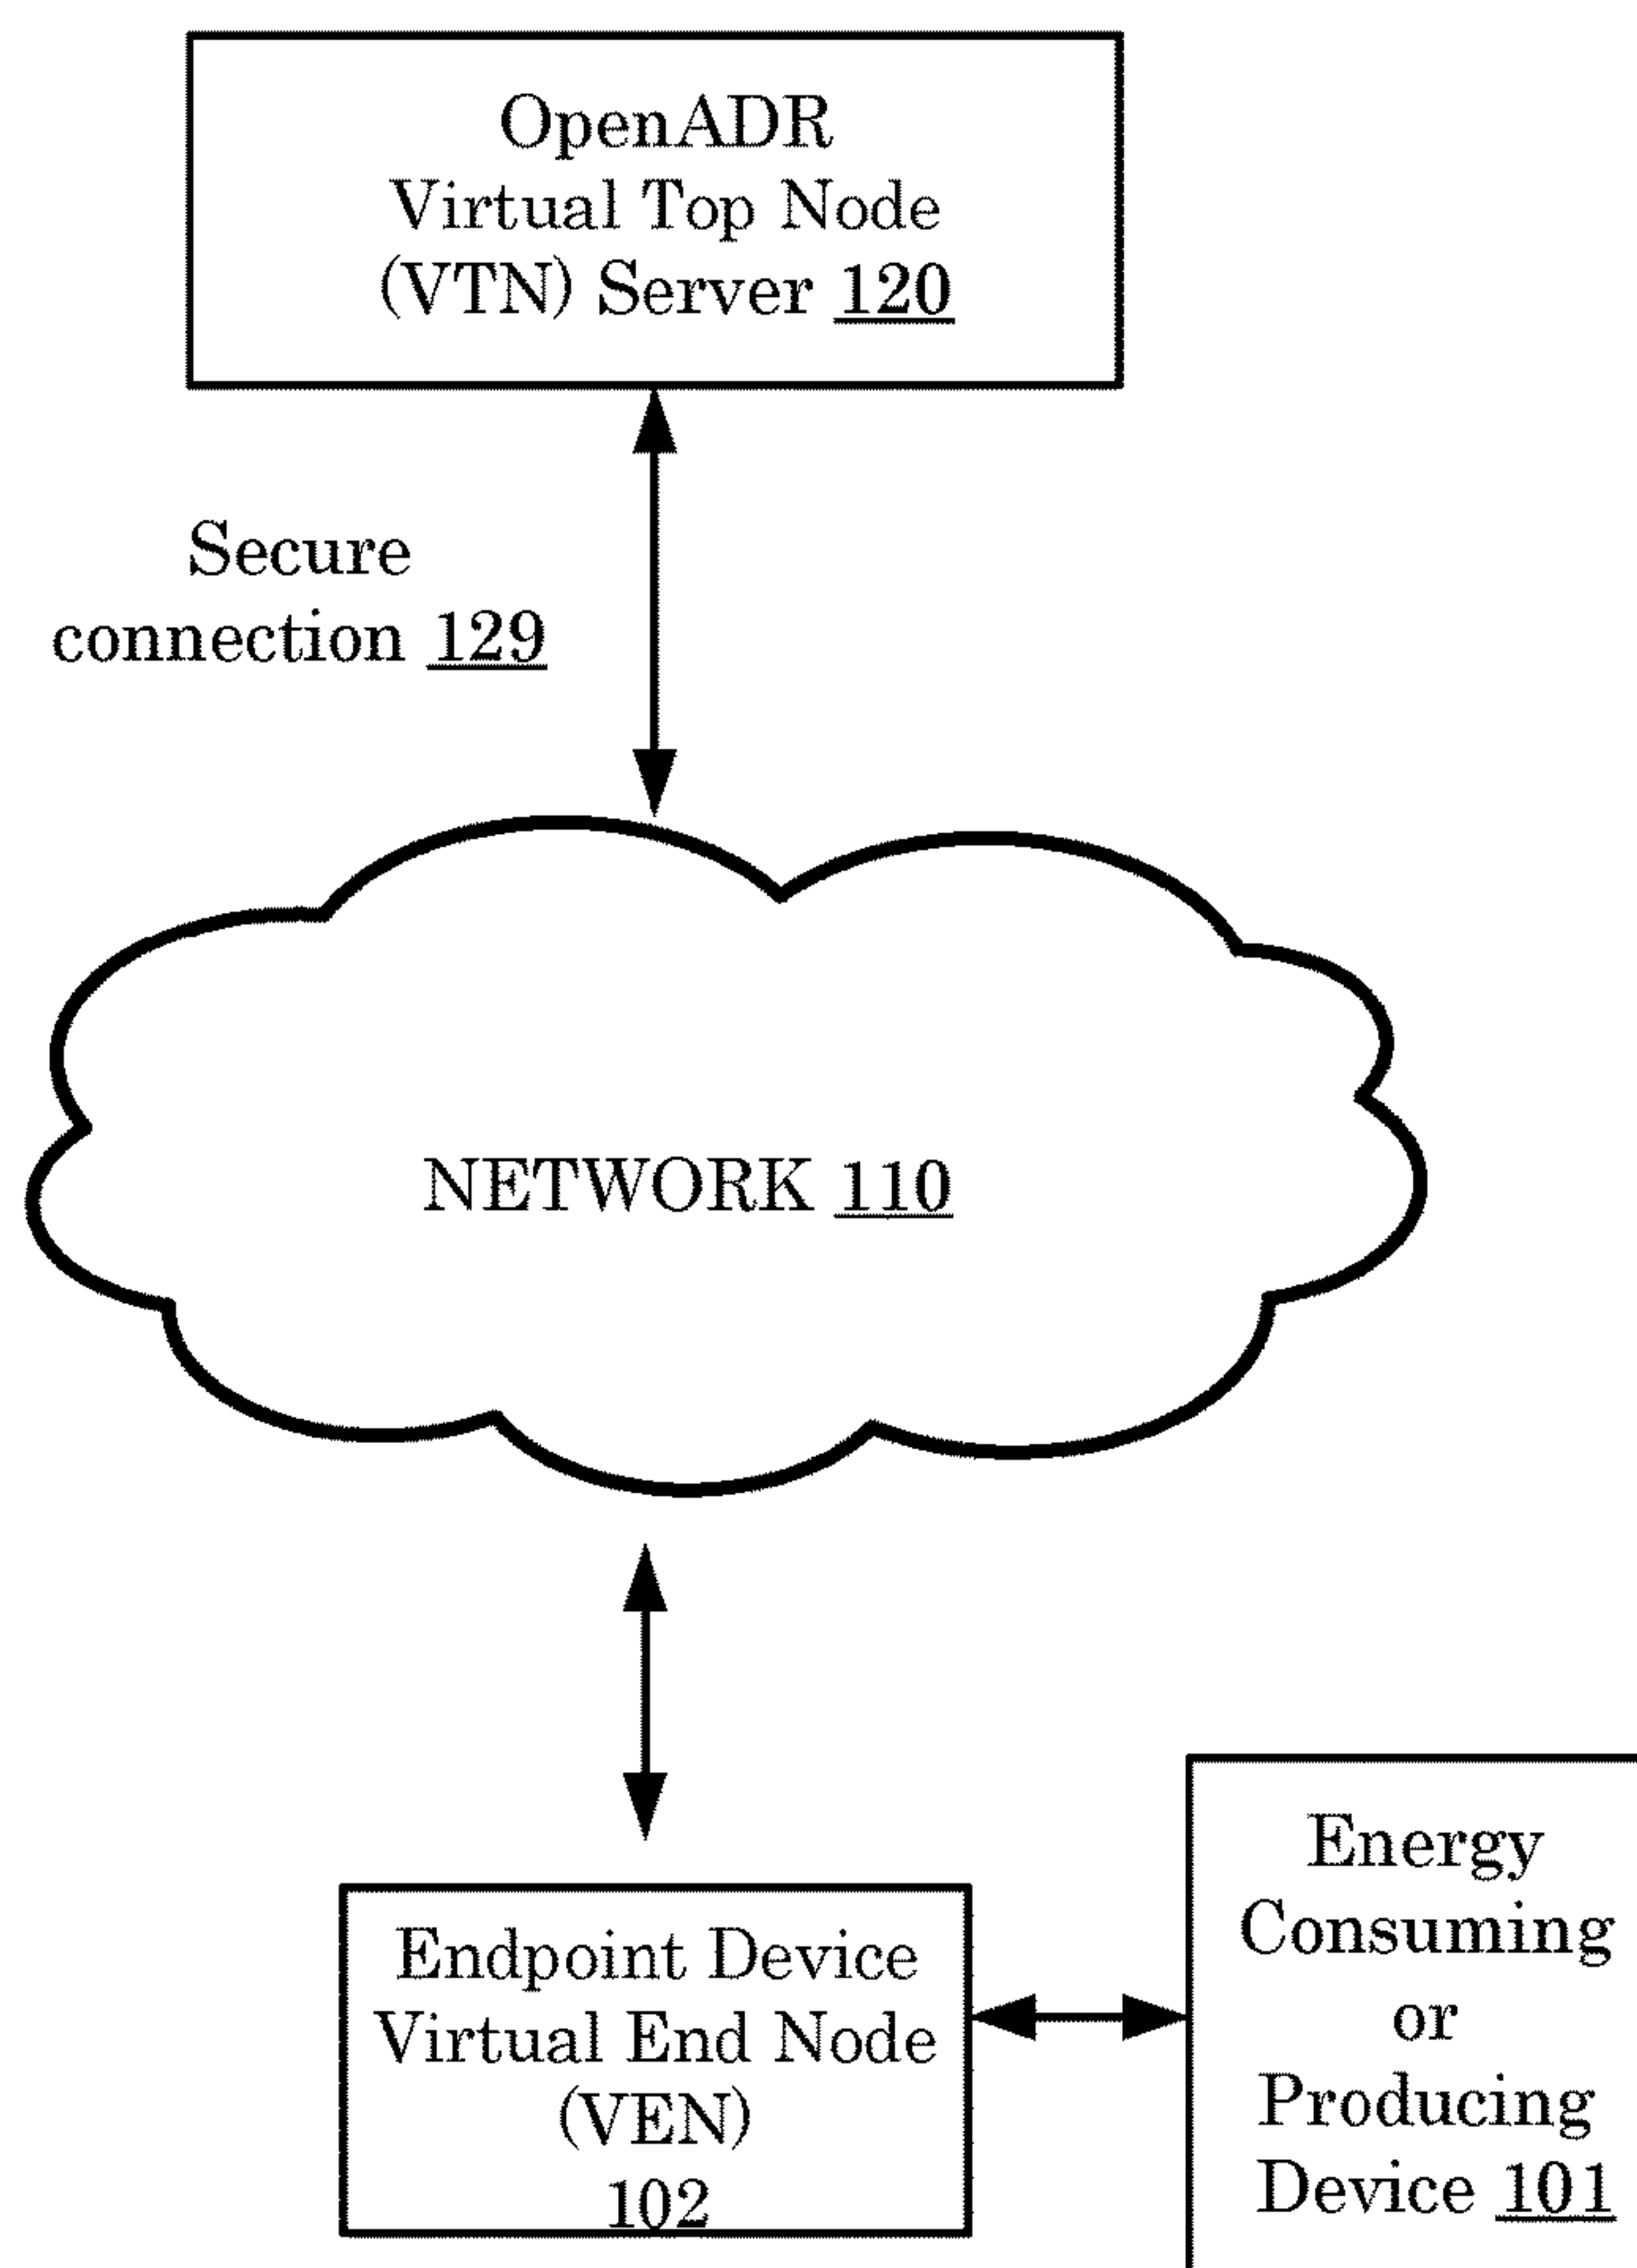 OpenADR
Virtual Top Node
(VTN) Server 120
Secure
connection 129
NETWORK 110
Endpoint Device
Virtual End Node
(VEN)
102
Energy
Consuming
or
Producing
Device 101